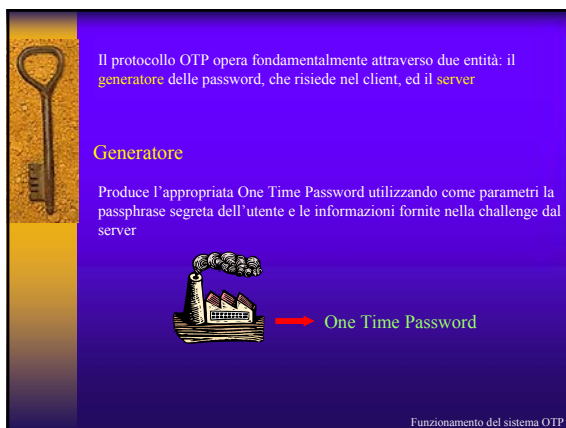 Il protocollo OTP opera fondamentalmente attraverso due entità: il
generatore delle password, che risiede nel client, ed il server
Generatore
Produce l'appropriata One Time Password utilizzando come parametri la
passphrase segreta dell'utente e le informazioni fornite nella challenge dal
server
One Time Password
Funzionamento del sistema OTP